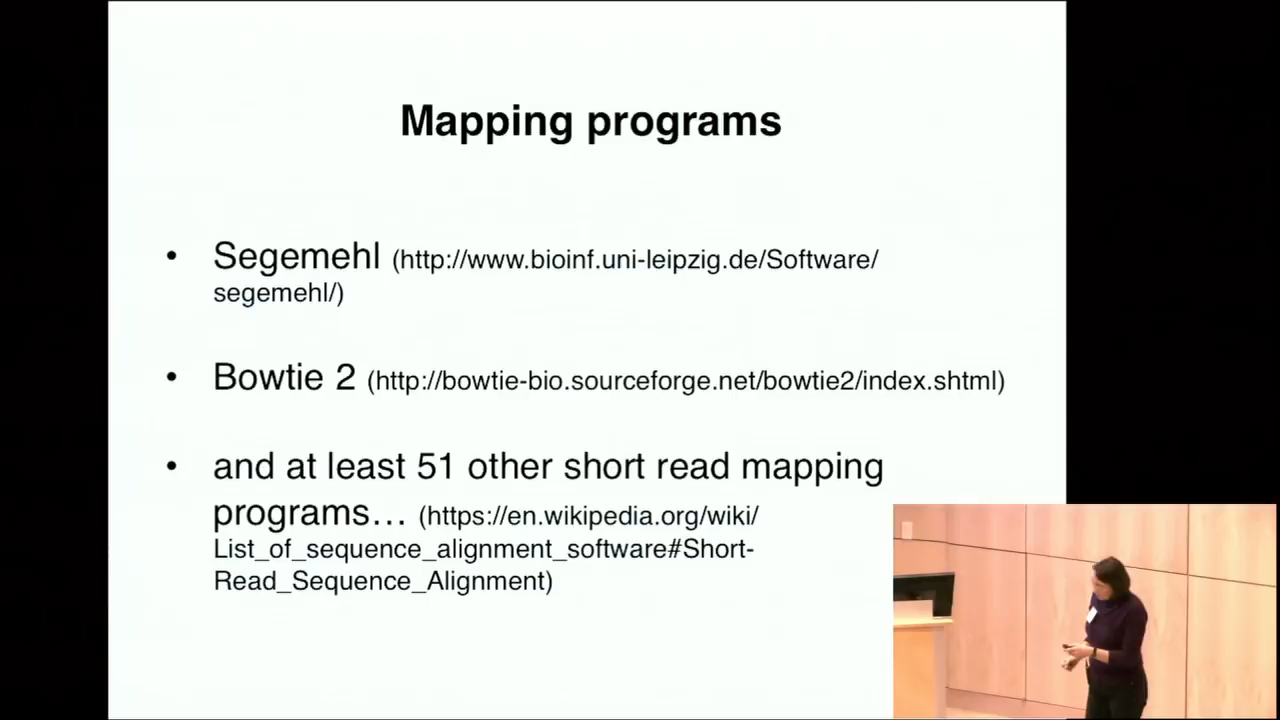 Mapping programs
• Segemehl (http://www.bioinf.uni-leipzig.de/Software/
segemehl/)
• Bowtie 2 (http://bowtie-bio.sourceforge.net/bowtie2/index.shtml)
• and at least 51 other short read mapping
programs… (https://en.wikipedia.org/wiki/
List_of_sequence_alignment_software#Short-
Read_Sequence_Alignment)